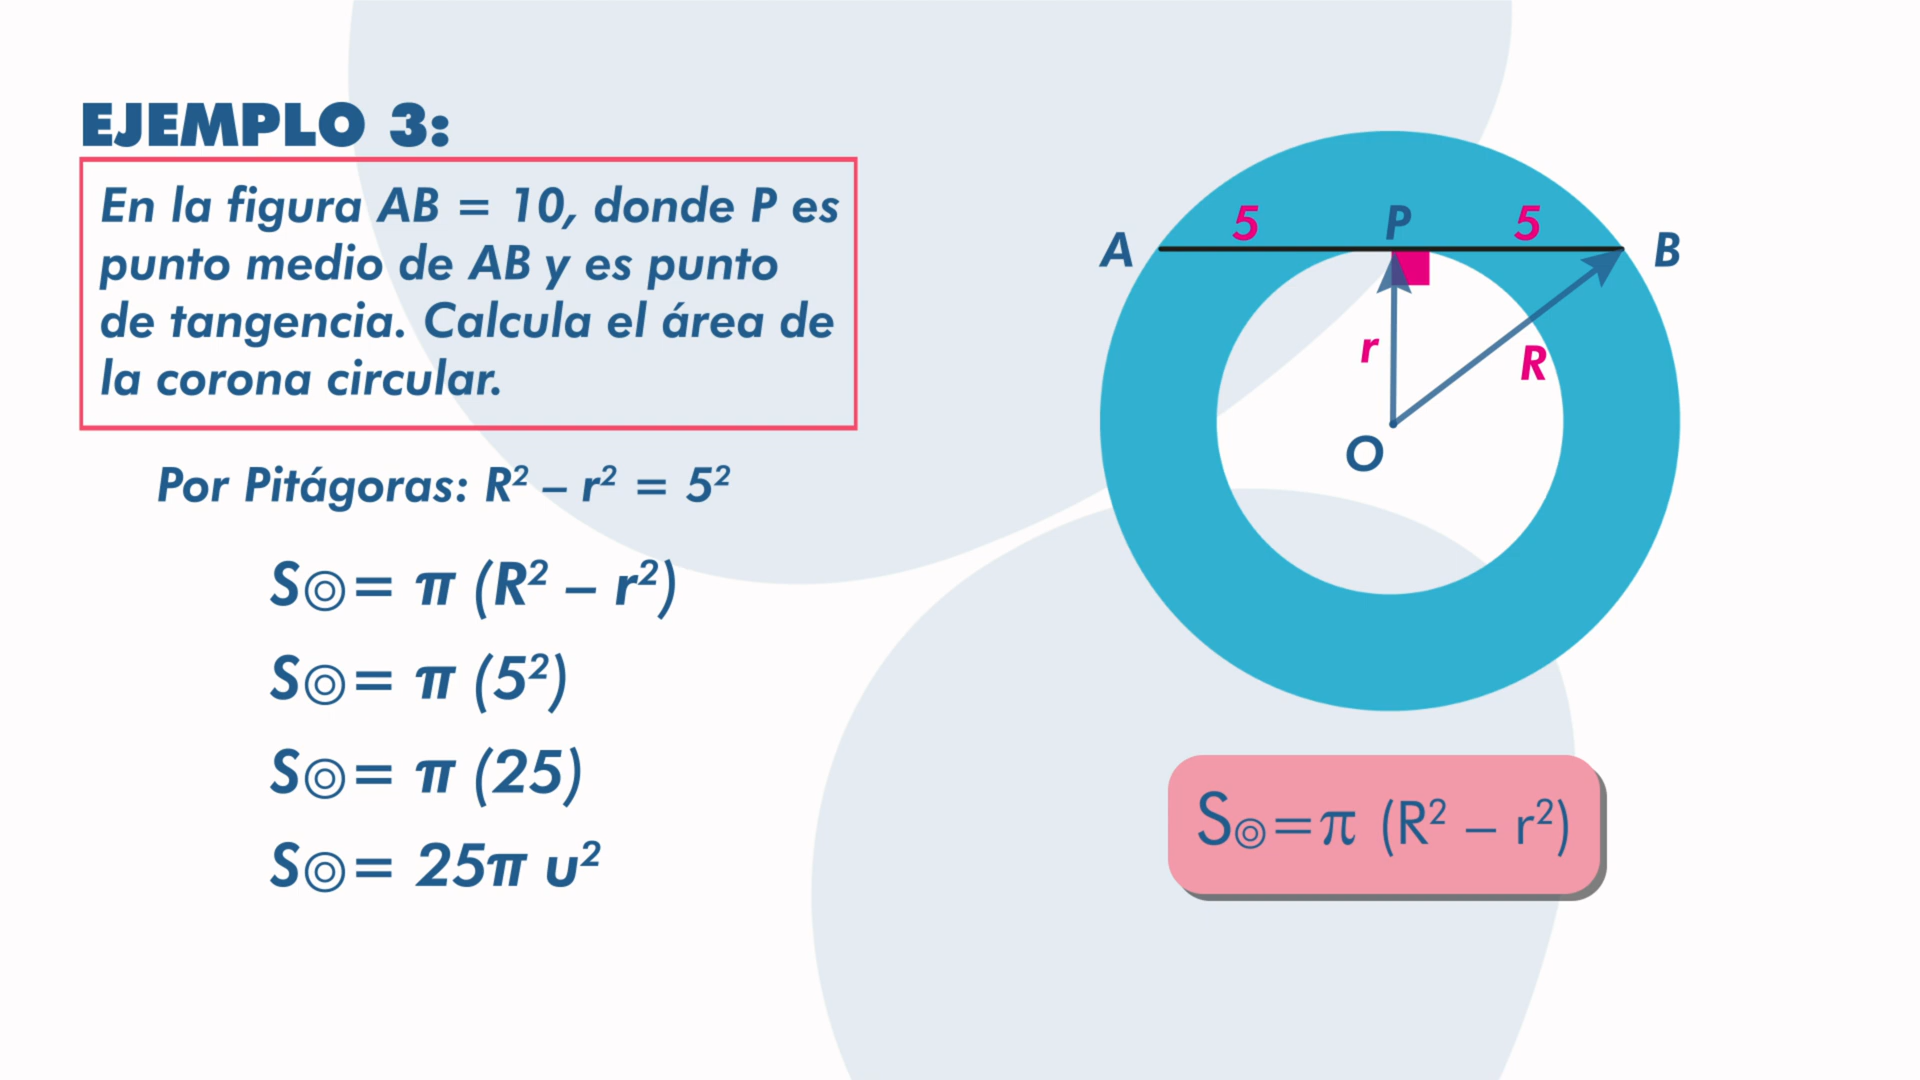 EJEMPLO 3:
En la figura AB = 10, donde P es
punto medio de AB y es punto
de tangencia. Calcula el área de
la corona circular.
Por Pitágoras: R² – r² = 5²
S◎= π (R² – r²)
S◎= π (5²)
S◎= π (25)
S◎= 25π u²
5 P 5
A B
r
R
O
S◎=π (R² – r²)